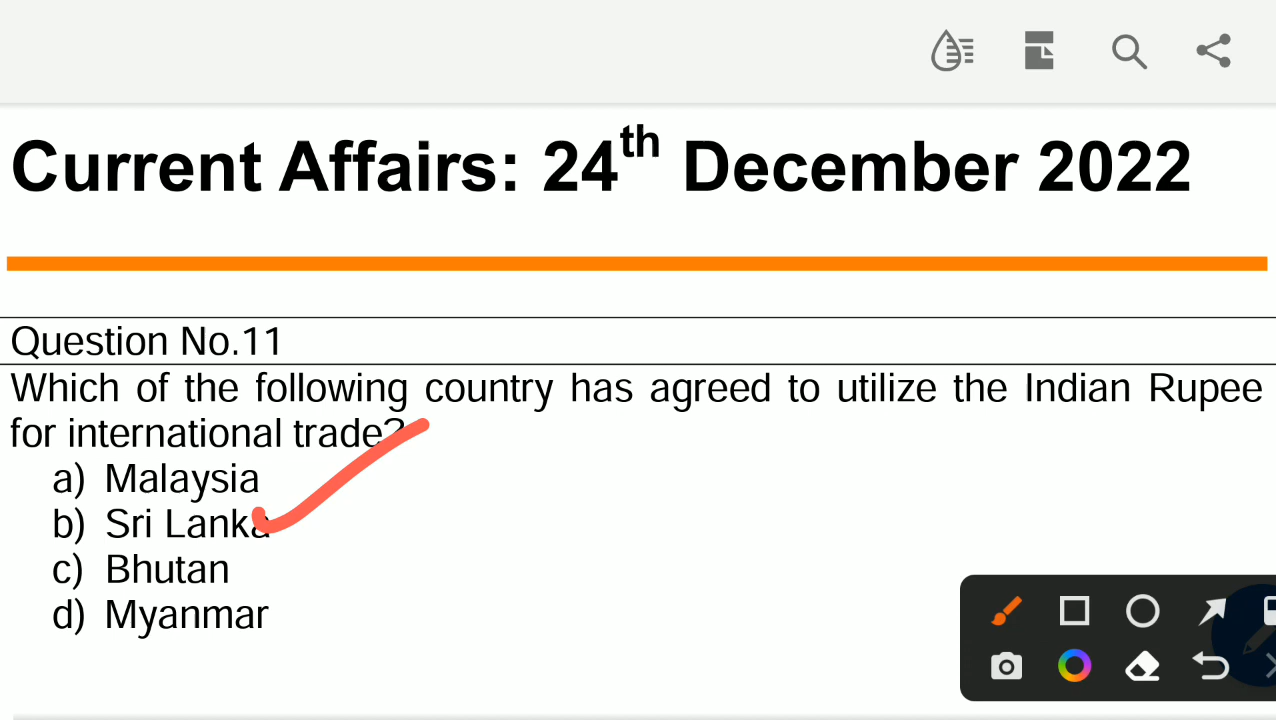 Current Affairs: 24th December 2022
Question No.11
Which of the following country has agreed to utilize the Indian Rupee
for international trade?
a) Malaysia
b) Sri Lanka
c) Bhutan
d) Myanmar